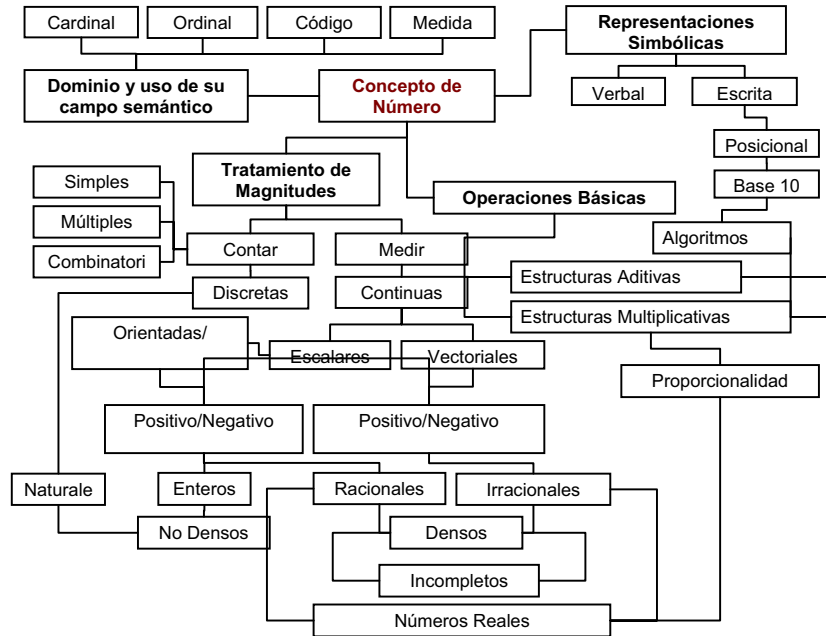 Cardinal
Ordinal
Código
Medida
Representaciones
Simbólicas
Dominio y uso de su
campo semántico
Concepto de
Número
Verbal
Escrita
Posicional
Tratamiento de
Magnitudes
Simples
Operaciones Básicas
Base 10
Múltiples
Contar
Medir
Algoritmos
Combinatori
Discretas
Continuas
Estructuras Aditivas
Estructuras Multiplicativas
Orientadas/
Escalares
Vectoriales
Proporcionalidad
Positivo/Negativo
Positivo/Negativo
Naturale
Enteros
Racionales
Irracionales
No Densos
Densos
Incompletos
Números Reales